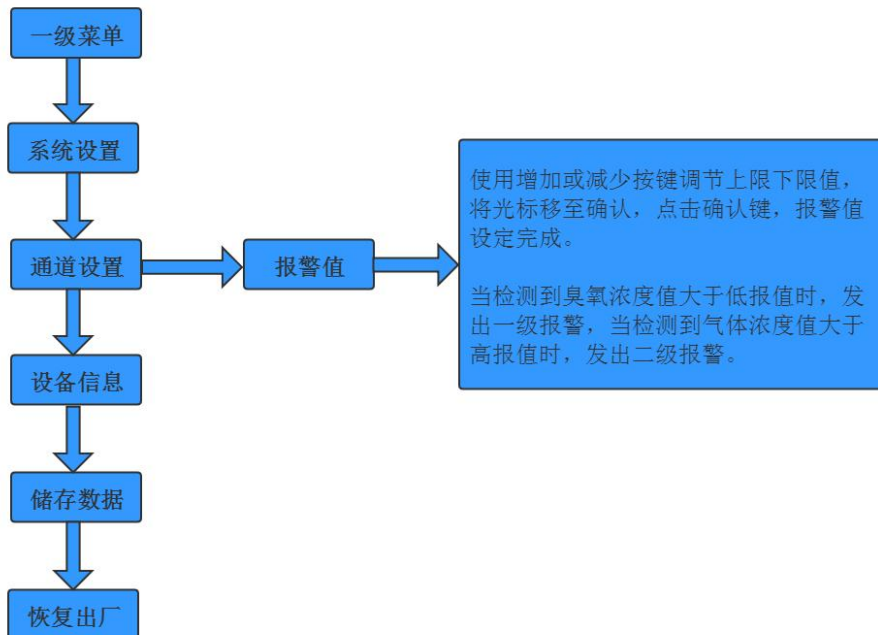 一级菜单
系统设置
通道设置
报警值
使用增加或减少按键调节上限下限值，
将光标移至确认，点击确认键，报警值
设定完成。
当检测到臭氧浓度值大于低报值时，发
出一级报警，当检测到气体浓度值大于
高报值时，发出二级报警。
设备信息
储存数据
恢复出厂